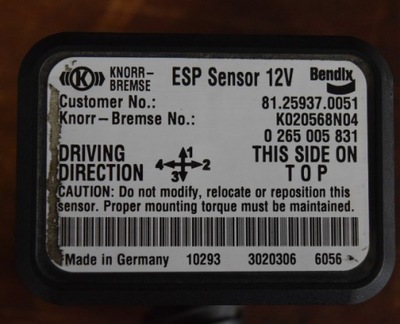 KNORR-BREMSE ESP Sensor 12V Bendix
Customer No.: 81.25937.0051
Knorr-Bremse No.: K020568N04
0 265 005 831
DRIVING DIRECTION 1 2 3 4 THIS SIDE ON TOP
CAUTION: Do not modify, relocate or reposition this
sensor. Proper mounting torque must be maintained.
Made in Germany 10293 3020306 6056